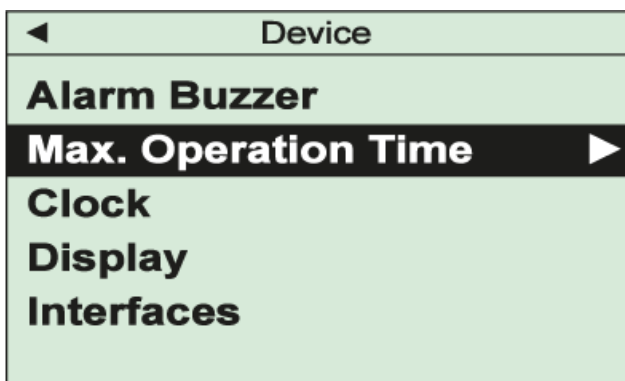 Device
Alarm Buzzer
Max. Operation Time
Clock
Display
Interfaces